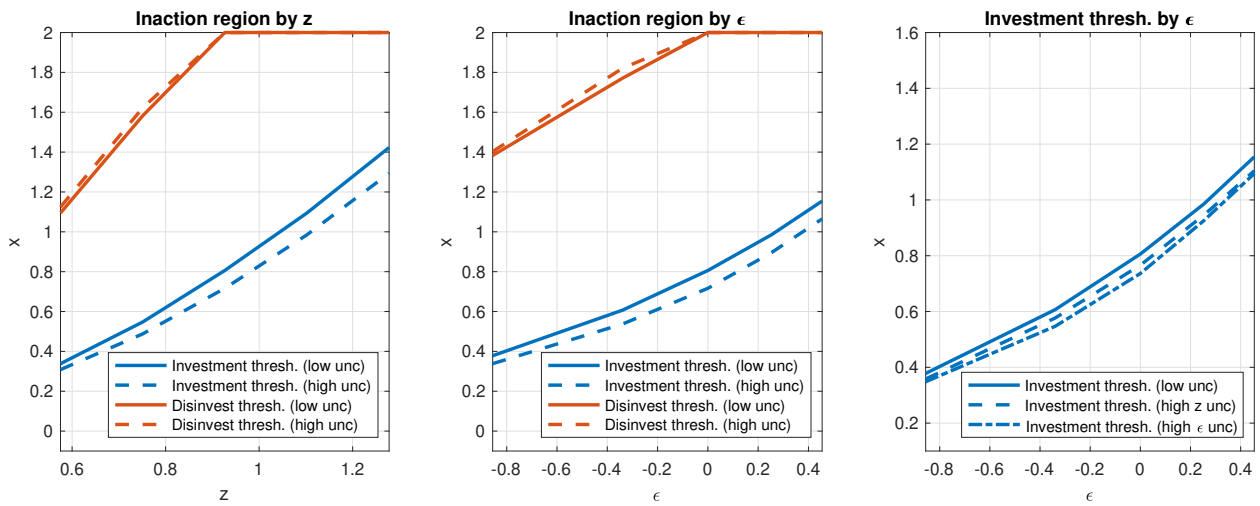 Inaction region by z
2
1.8
1.6
1.4
1.2
1
0.8
0.6
0.4
0.2
0
x
0.6
0.8
1
1.2
z
Investment thresh. (low unc)
Investment thresh. (high unc)
Disinvest thresh. (low unc)
Disinvest thresh. (high unc)
Inaction region by ϵ
2
1.8
1.6
1.4
1.2
1
0.8
0.6
0.4
0.2
0
x
-0.8
-0.6
-0.4
-0.2
0
0.2
0.4
ϵ
Investment thresh. (low unc)
Investment thresh. (high unc)
Disinvest thresh. (low unc)
Disinvest thresh. (high unc)
Investment thresh. by ϵ
1.6
1.4
1.2
1
0.8
0.6
0.4
0.2
x
-0.8
-0.6
-0.4
-0.2
0
0.2
0.4
ϵ
Investment thresh. (low unc)
Investment thresh. (high z unc)
Investment thresh. (high ϵ unc)